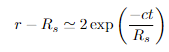 r − R_s ≃ 2 exp (−ct / R_s)